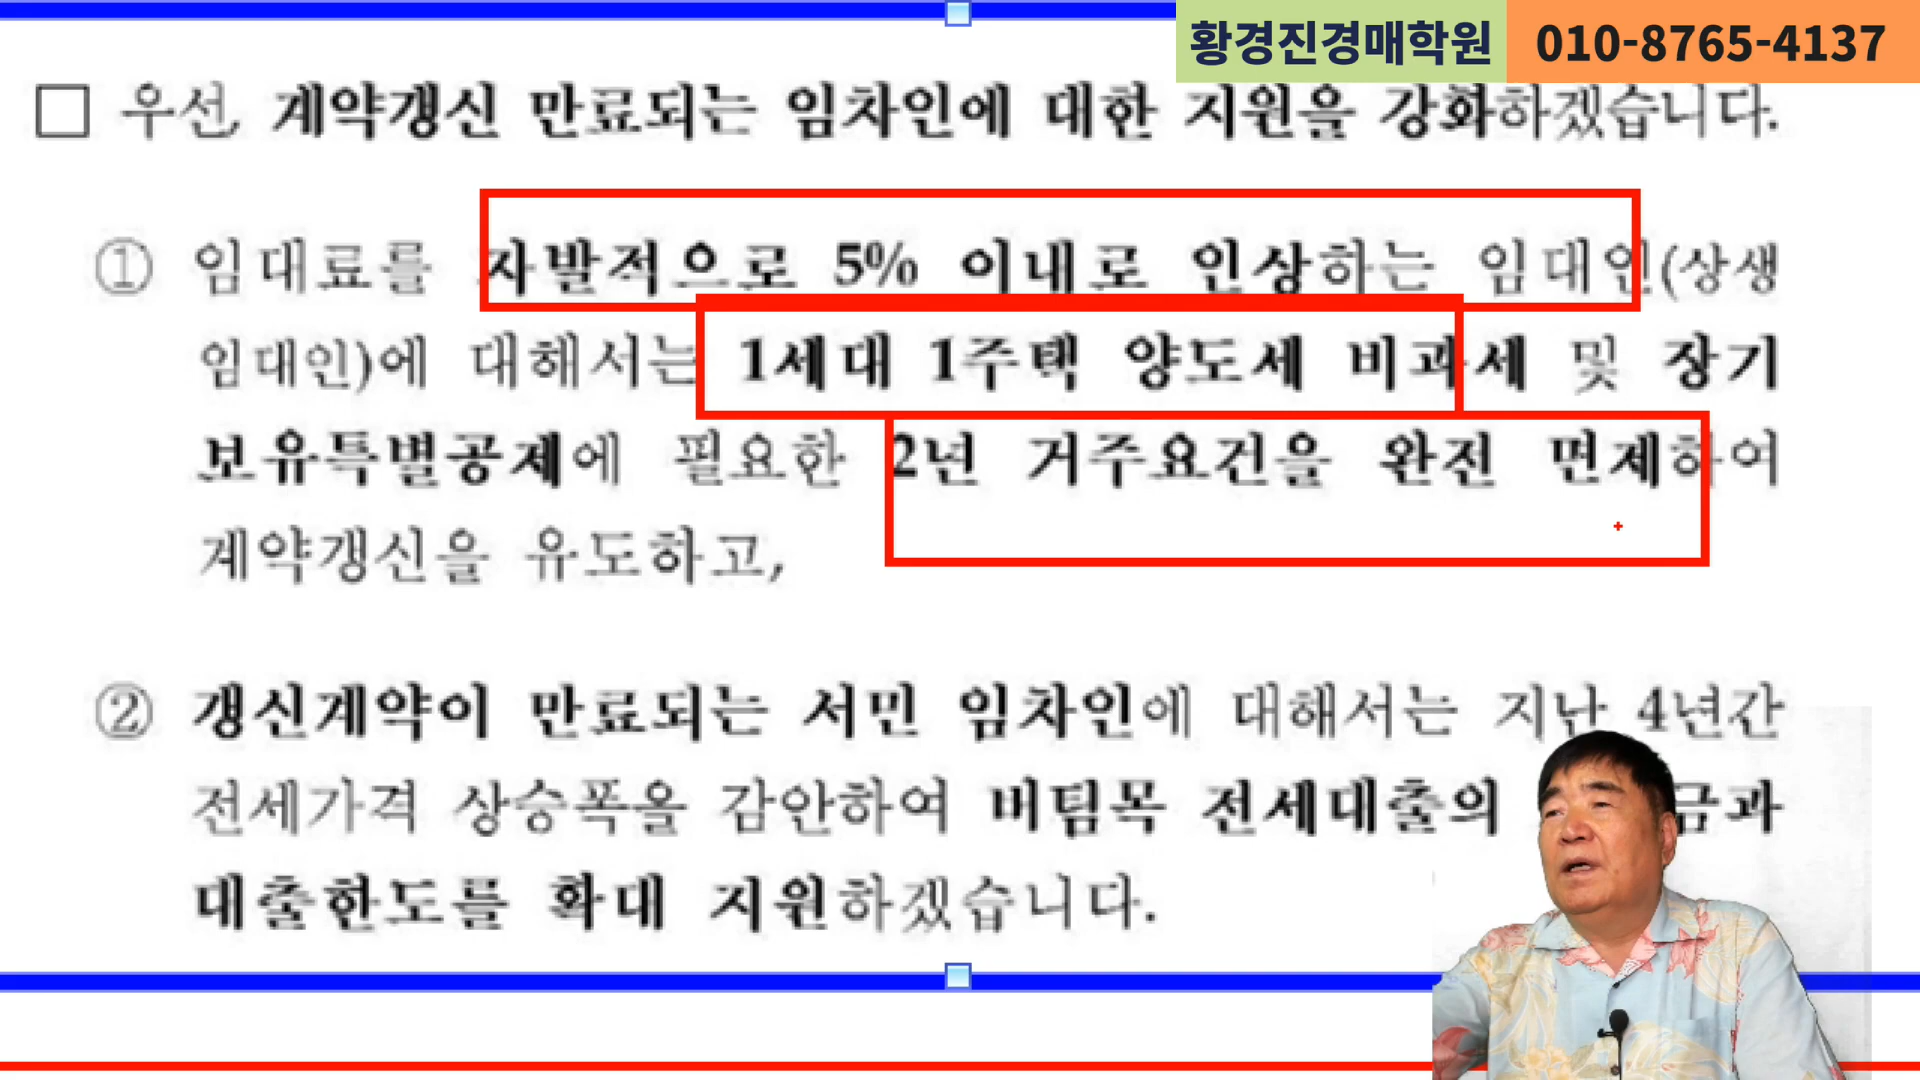 황경진경매학원 010-8765-4137
□ 우선, 계약갱신 만료되는 임차인에 대한 지원을 강화하겠습니다.
① 임대료를 자발적으로 5% 이내로 인상하는 임대인(상생
임대인)에 대해서는 1세대 1주택 양도세 비과세 및 장기
보유특별공제에 필요한 2년 거주요건을 완전 면제하여
계약갱신을 유도하고,
② 갱신계약이 만료되는 서민 임차인에 대해서는 지난 4년간
전세가격 상승폭을 감안하여 버팀목 전세대출의 금과
대출한도를 확대 지원하겠습니다.